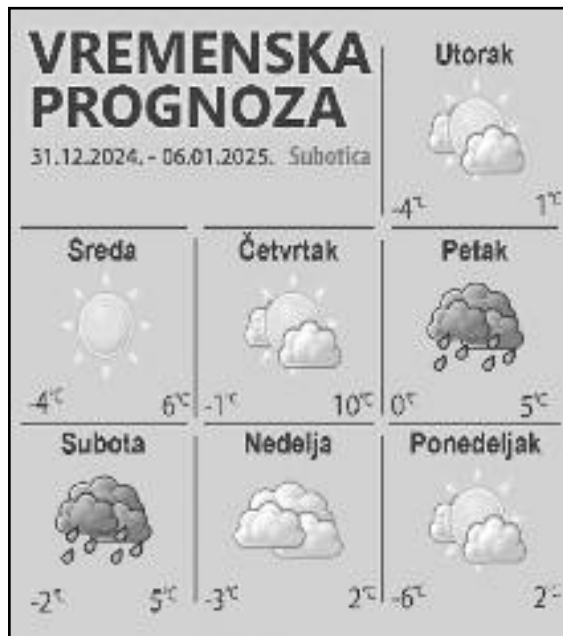 VREMENSKA
PROGNOZA
31.12.2024. - 06.01.2025. Subotica
Utorak
-4°C 1°C
Sreda
-4°C 6°C
Četvrtak
-1°C 10°C
Petak
0°C 5°C
Subota
-2°C 5°C
Nedelja
-3°C 2°C
Ponedeljak
-6°C 2°